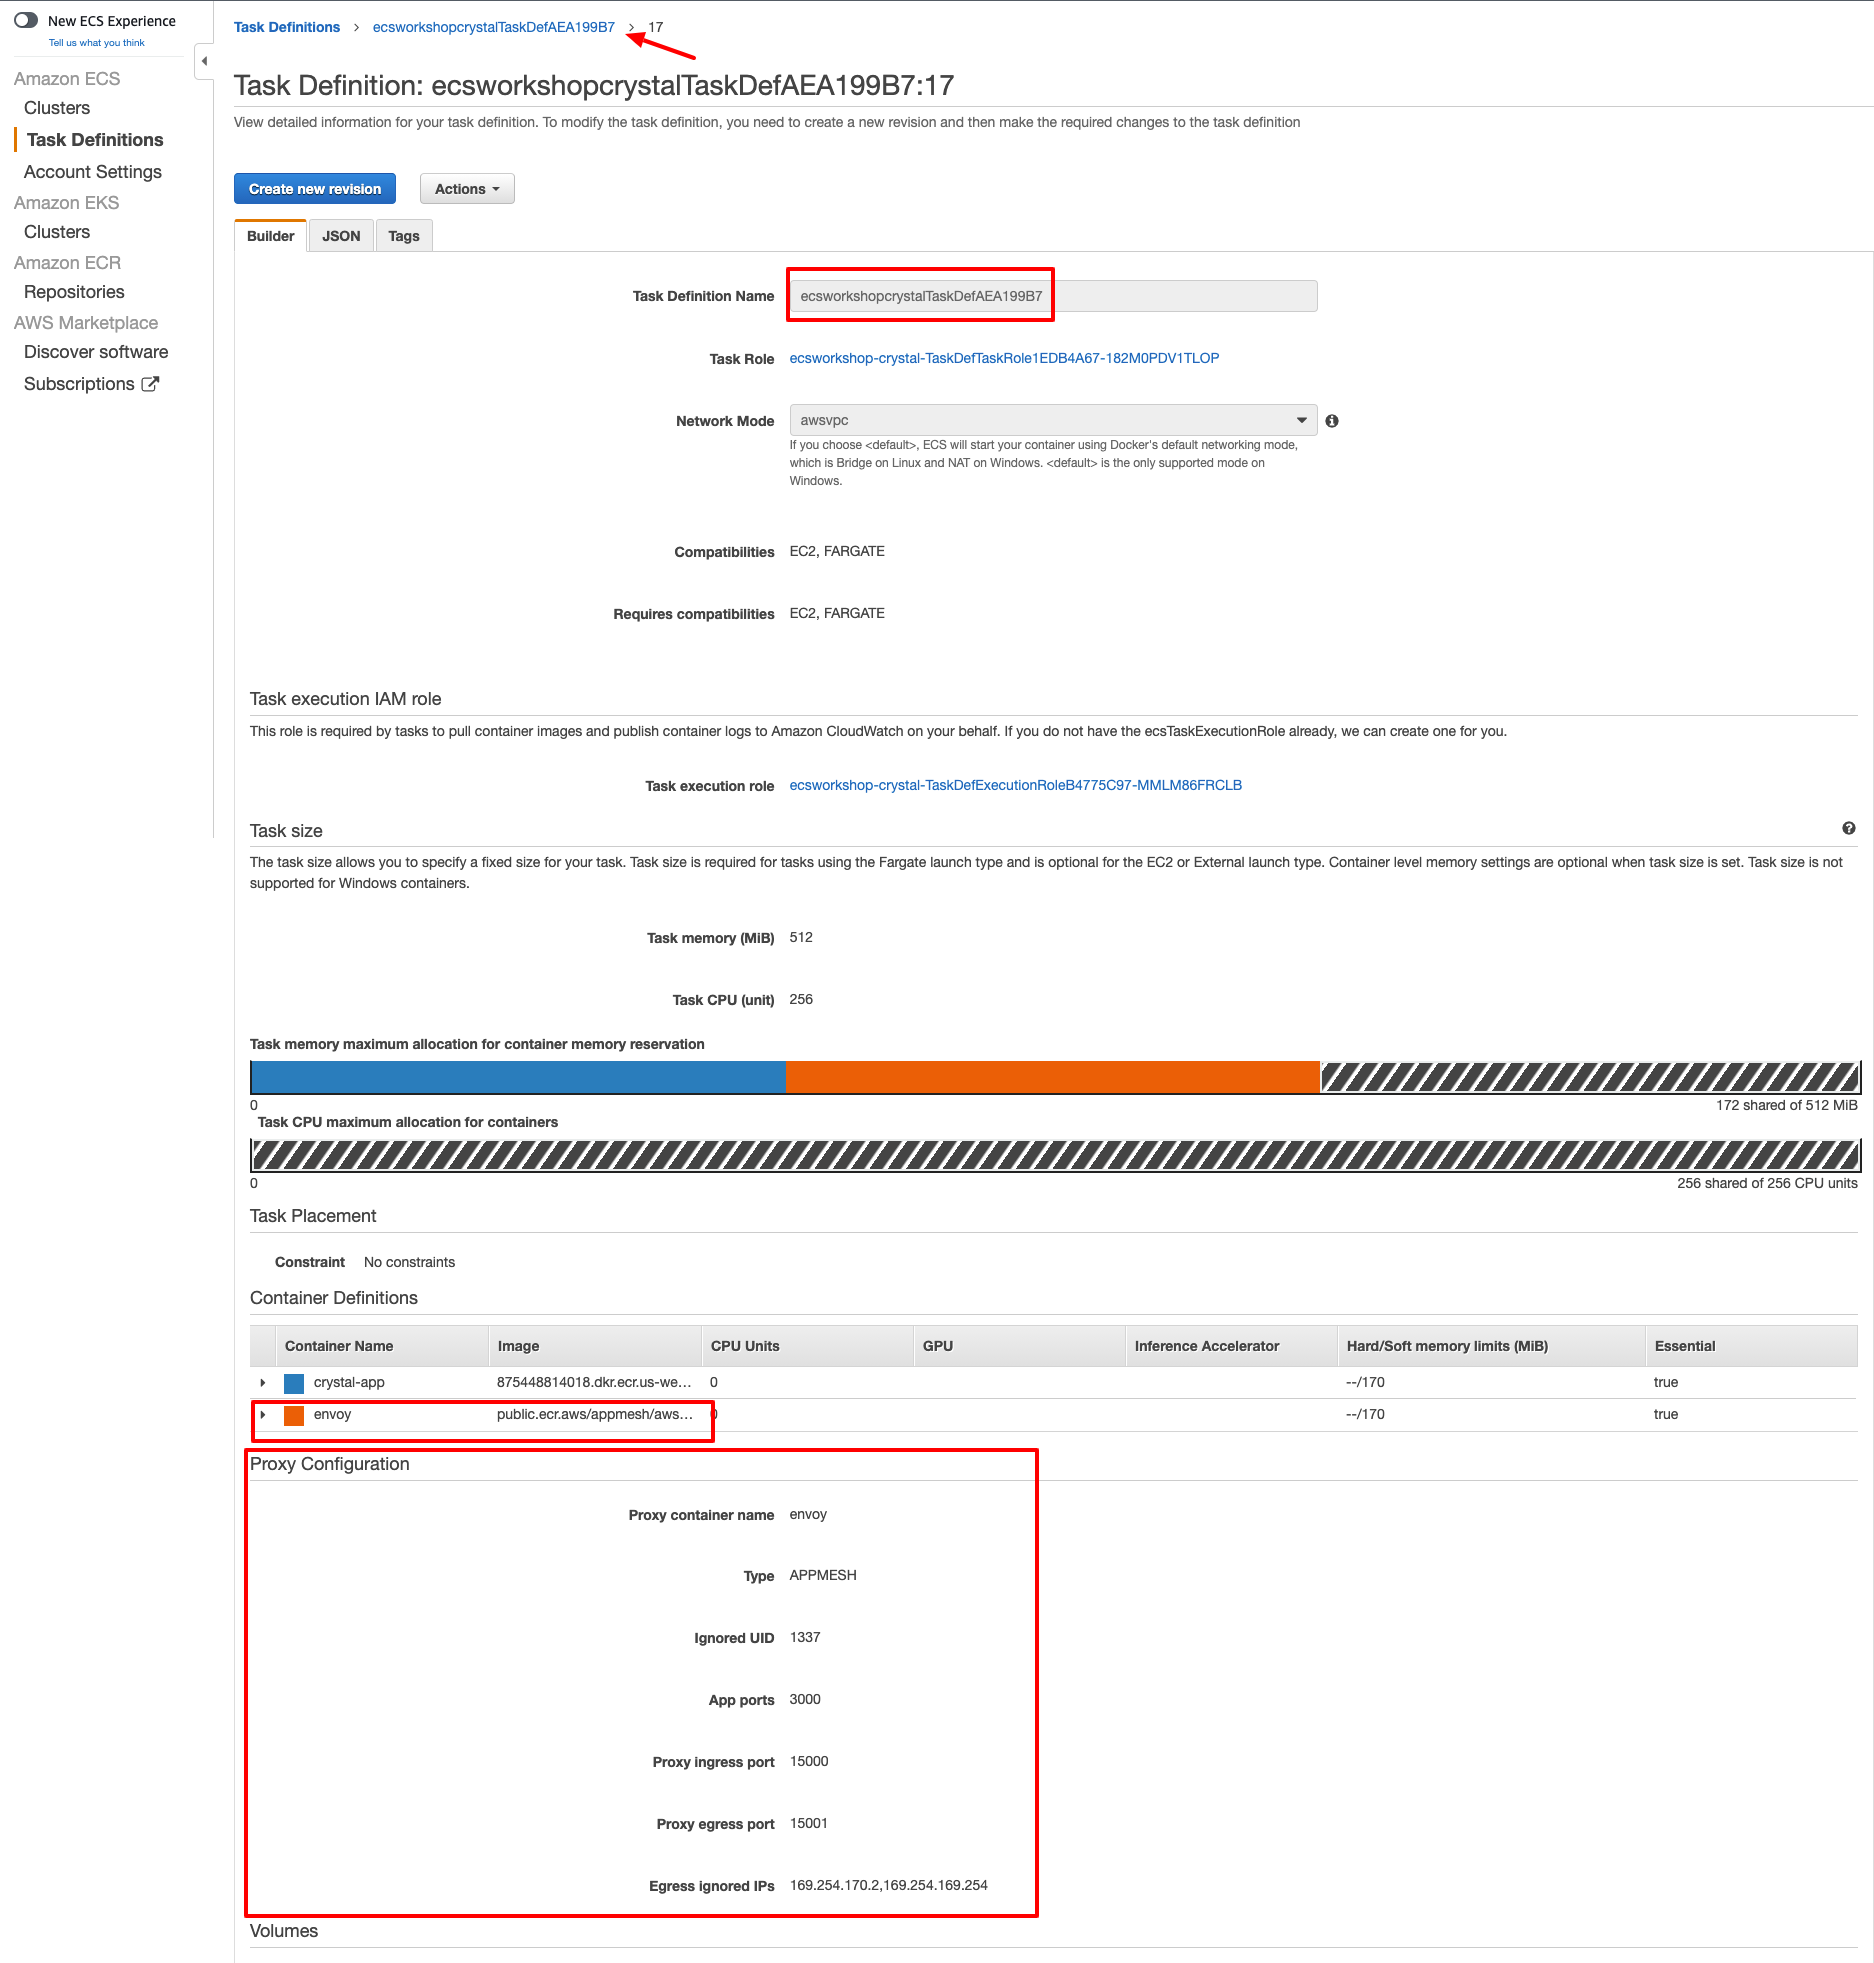 New ECS Experience
Tell us what you think
Amazon ECS
Clusters
Task Definitions
Account Settings
Amazon EKS
Clusters
Amazon ECR
Repositories
AWS Marketplace
Discover software
Subscriptions
Task Definitions > ecsworkshopcrystalTaskDefAEA199B7 > 17
Task Definition: ecsworkshopcrystalTaskDefAEA199B7:17
View detailed information for your task definition. To modify the task definition, you need to create a new revision and then make the required changes to the task definition
Create new revision Actions
Builder JSON Tags
Task Definition Name ecsworkshopcrystalTaskDefAEA199B7
Task Role ecsworkshop-crystal-TaskDefTaskRole1EDB4A67-182M0PDV1TLOP
Network Mode awsvpc
If you choose <default>, ECS will start your container using Docker's default networking mode,
which is Bridge on Linux and NAT on Windows. <default> is the only supported mode on
Windows.
Compatibilities EC2, FARGATE
Requires compatibilities EC2, FARGATE
Task execution IAM role
This role is required by tasks to pull container images and publish container logs to Amazon CloudWatch on your behalf. If you do not have the ecsTaskExecutionRole already, we can create one for you.
Task execution role ecsworkshop-crystal-TaskDefExecutionRoleB4775C97-MMLM86FRCLB
Task size
The task size allows you to specify a fixed size for your task. Task size is required for tasks using the Fargate launch type and is optional for the EC2 or External launch type. Container level memory settings are optional when task size is set. Task size is not
supported for Windows containers.
Task memory (MiB) 512
Task CPU (unit) 256
Task memory maximum allocation for container memory reservation
0 172 shared of 512 MiB
Task CPU maximum allocation for containers
0 256 shared of 256 CPU units
Task Placement
Constraint No constraints
Container Definitions
Container Name Image CPU Units GPU Inference Accelerator Hard/Soft memory limits (MiB) Essential
crystal-app 875448814018.dkr.ecr.us-we... 0 --/170 true
envoy public.ecr.aws/appmesh/aws... 0 --/170 true
Proxy Configuration
Proxy container name envoy
Type APPMESH
Ignored UID 1337
App ports 3000
Proxy ingress port 15000
Proxy egress port 15001
Egress ignored IPs 169.254.170.2,169.254.169.254
Volumes